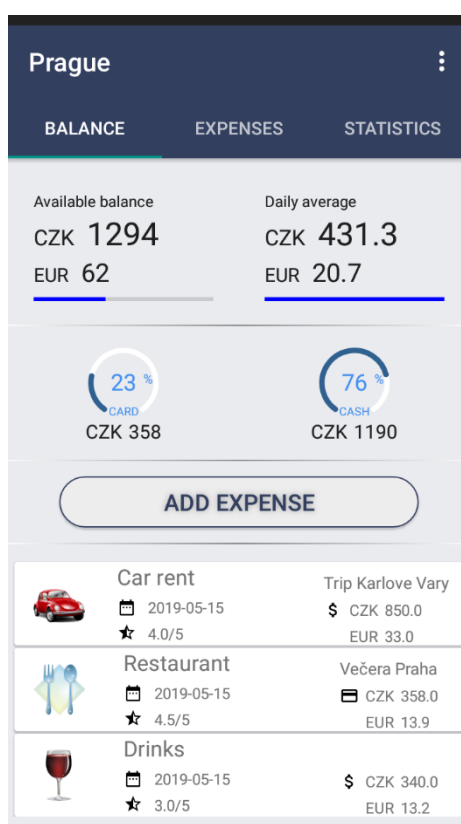 Prague
BALANCE EXPENSES STATISTICS
Available balance Daily average
CZK 1294 CZK 431.3
EUR 62 EUR 20.7
23 % 76 %
CARD CASH
CZK 358 CZK 1190
ADD EXPENSE
Car rent Trip Karlove Vary
2019-05-15 $ CZK 850.0
4.0/5 EUR 33.0
Restaurant Večera Praha
2019-05-15 CZK 358.0
4.5/5 EUR 13.9
Drinks
2019-05-15 $ CZK 340.0
3.0/5 EUR 13.2